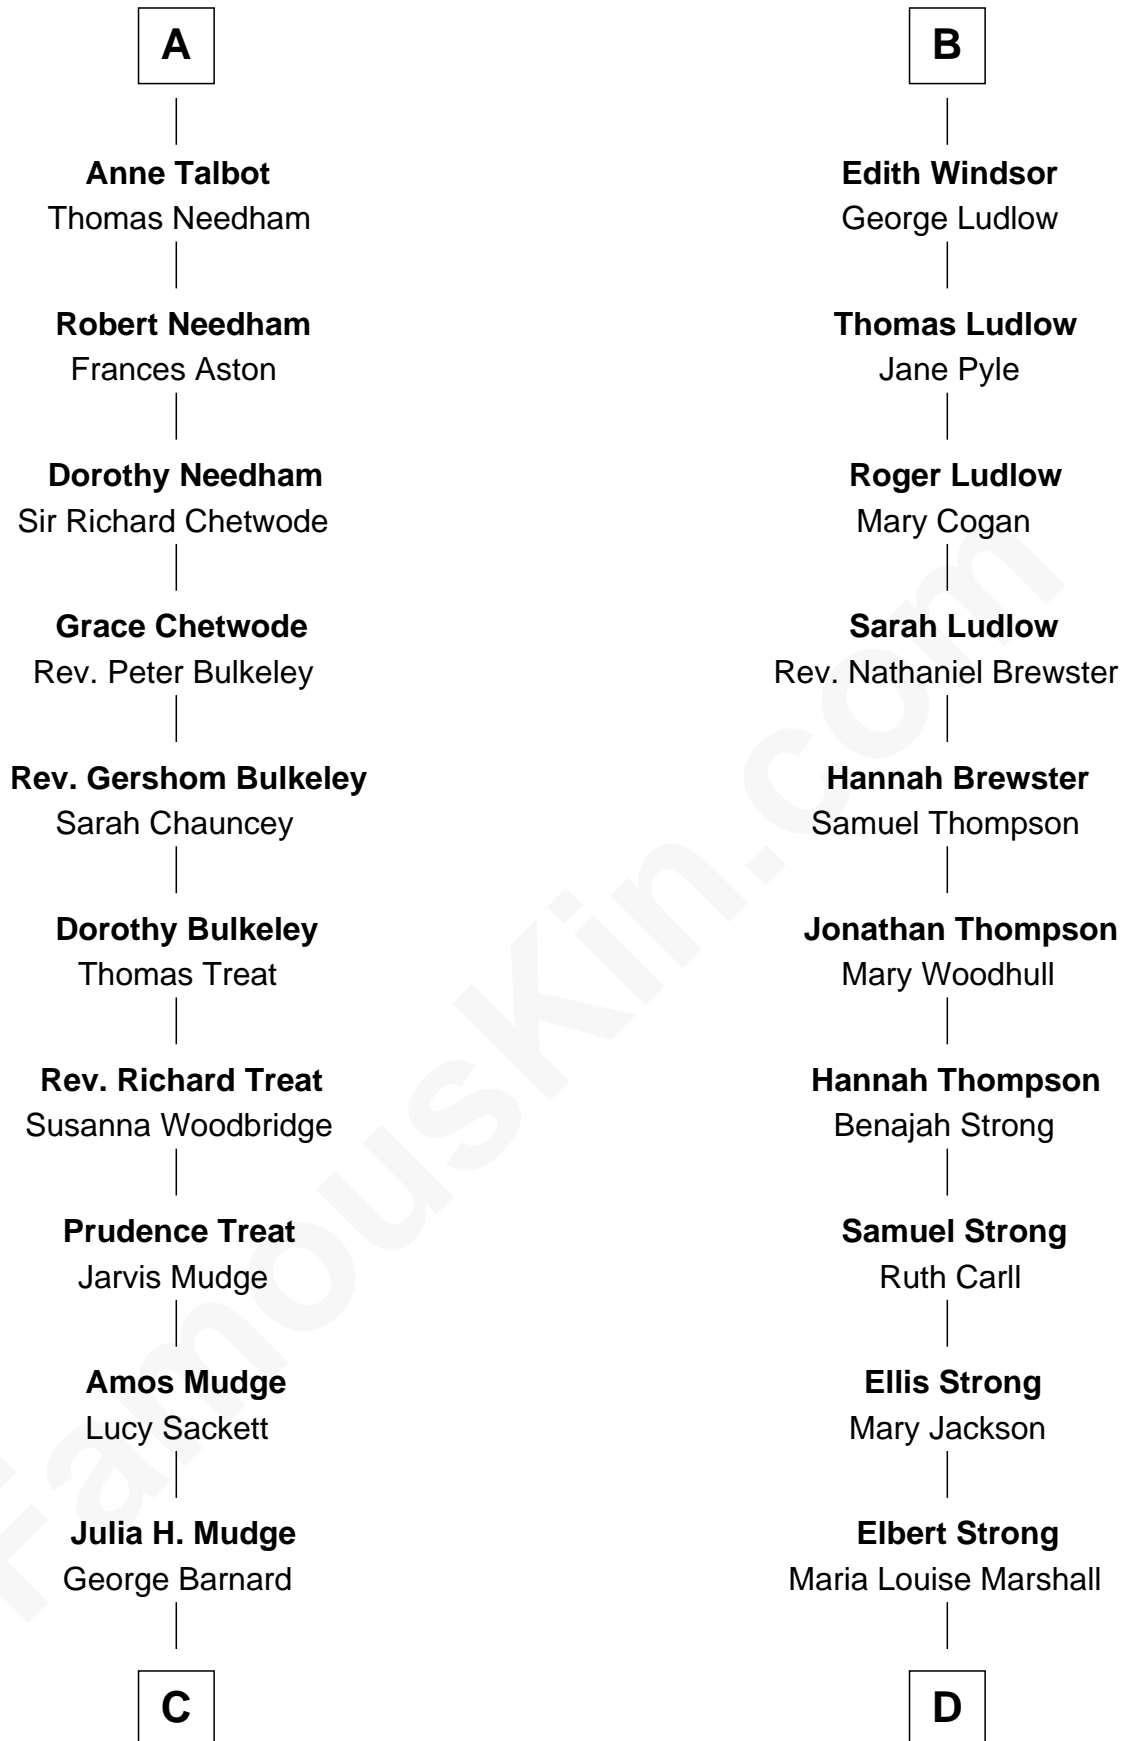 A
Anne Talbot
Thomas Needham
Robert Needham
Frances Aston
Dorothy Needham
Sir Richard Chetwode
Grace Chetwode
Rev. Peter Bulkeley
Rev. Gershom Bulkeley
Sarah Chauncey
Dorothy Bulkeley
Thomas Treat
Rev. Richard Treat
Susanna Woodbridge
Prudence Treat
Jarvis Mudge
Amos Mudge
Lucy Sackett
Julia H. Mudge
George Barnard
C
B
Edith Windsor
George Ludlow
Thomas Ludlow
Jane Pyle
Roger Ludlow
Mary Cogan
Sarah Ludlow
Rev. Nathaniel Brewster
Hannah Brewster
Samuel Thompson
Jonathan Thompson
Mary Woodhull
Hannah Thompson
Benajah Strong
Samuel Strong
Ruth Carll
Ellis Strong
Mary Jackson
Elbert Strong
Maria Louise Marshall
D
FamousKin.com